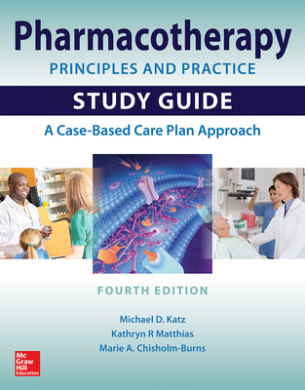 Pharmacotherapy
PRINCIPLES AND PRACTICE
STUDY GUIDE
A Case-Based Care Plan Approach
FOURTH EDITION
Michael D. Katz
Kathryn R Matthias
Marie A. Chisholm-Burns
Mc
Graw
Hill
Education